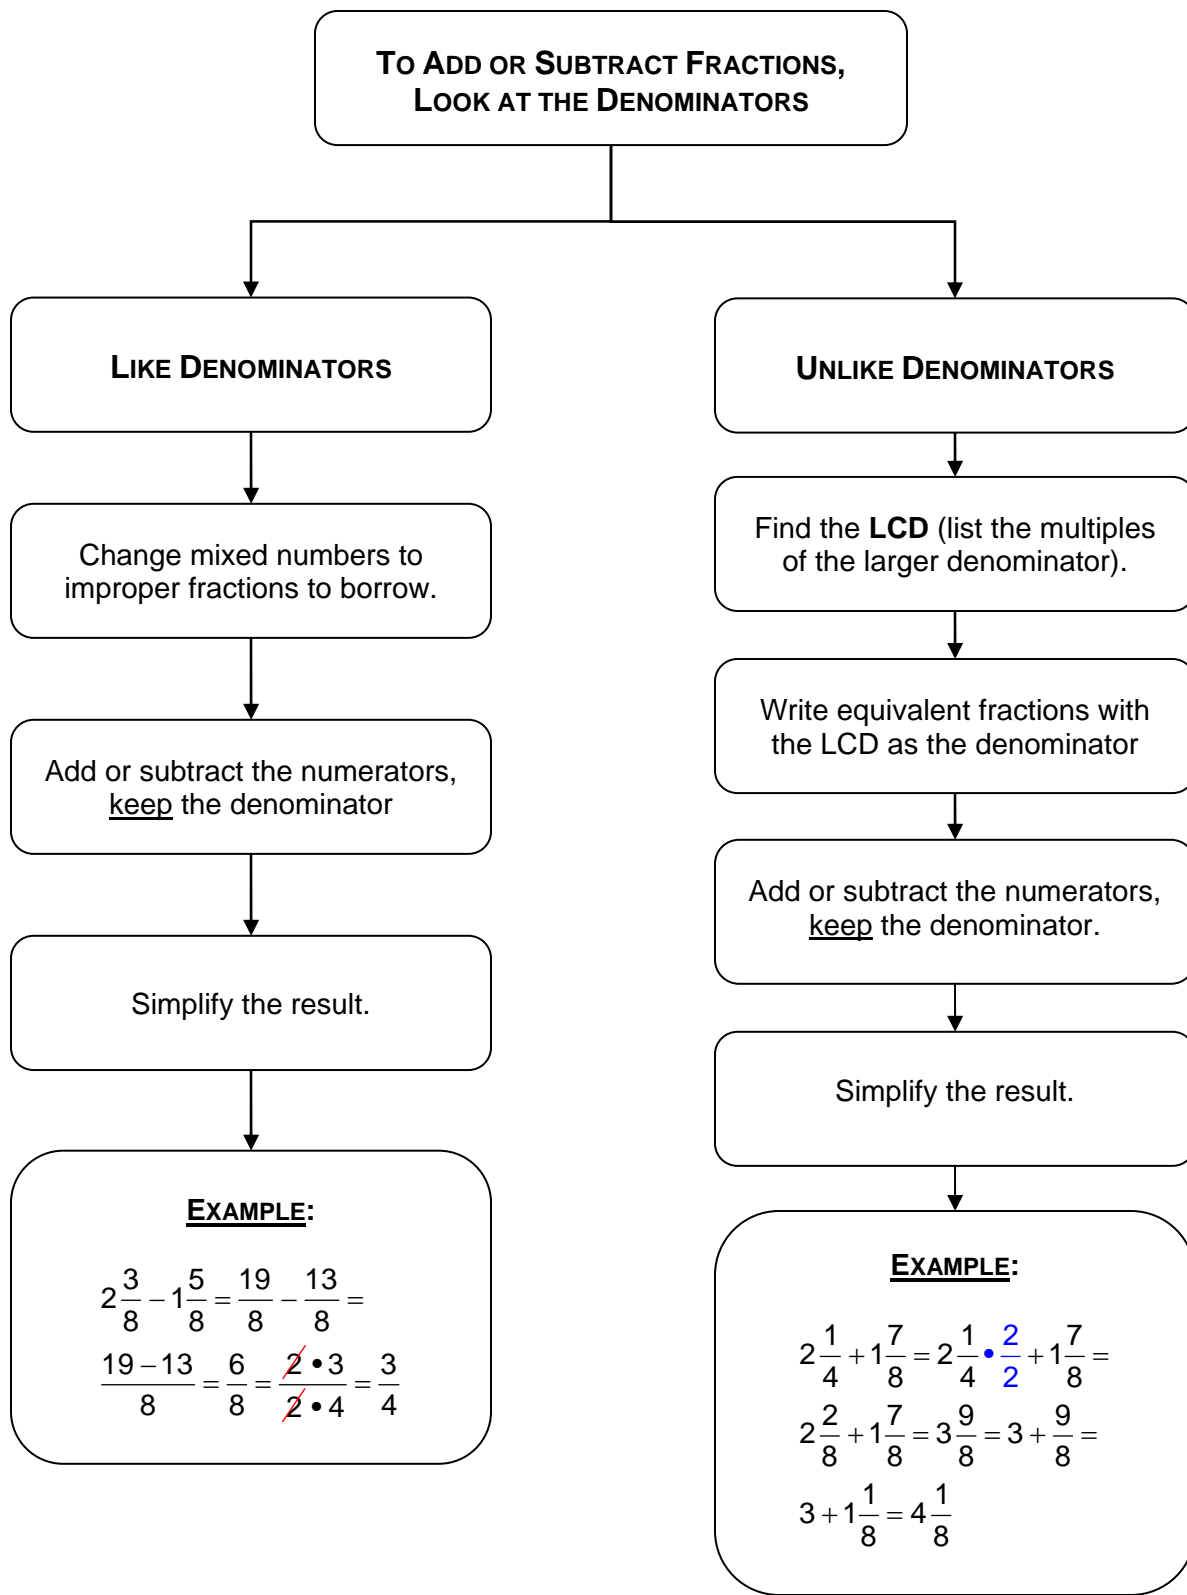 TO ADD OR SUBTRACT FRACTIONS,
LOOK AT THE DENOMINATORS
LIKE DENOMINATORS
Change mixed numbers to
improper fractions to borrow.
Add or subtract the numerators,
keep the denominator
Simplify the result.
EXAMPLE:
2 3/8 − 1 5/8 = 19/8 − 13/8 =
(19 − 13)/8 = 6/8 = (2 • 3)/(2 • 4) = 3/4
UNLIKE DENOMINATORS
Find the LCD (list the multiples
of the larger denominator).
Write equivalent fractions with
the LCD as the denominator
Add or subtract the numerators,
keep the denominator.
Simplify the result.
EXAMPLE:
2 1/4 + 1 7/8 = 2 1/4 • 2/2 + 1 7/8 =
2 2/8 + 1 7/8 = 3 9/8 = 3 + 9/8 =
3 + 1 1/8 = 4 1/8